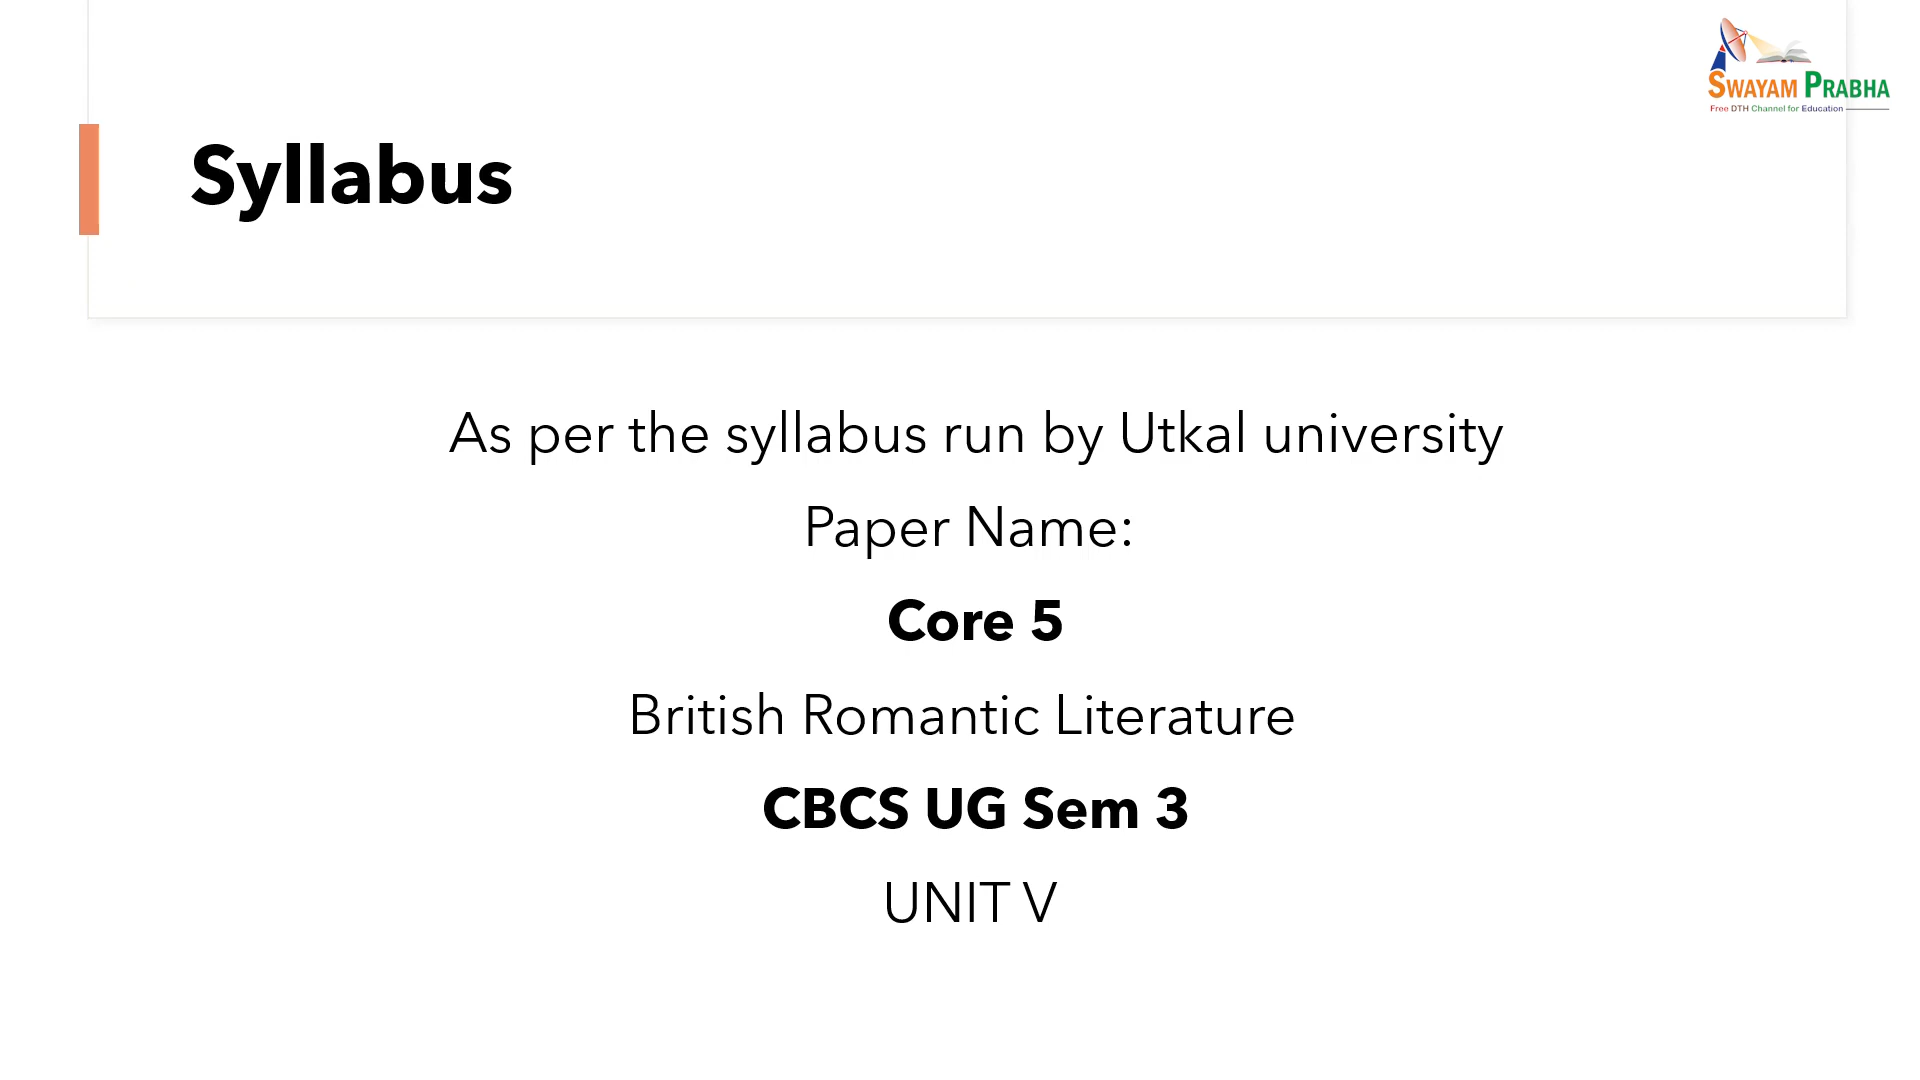 SWAYAM PRABHA
Free DTH Channel for Education
Syllabus
As per the syllabus run by Utkal university
Paper Name:
Core 5
British Romantic Literature
CBCS UG Sem 3
UNIT V